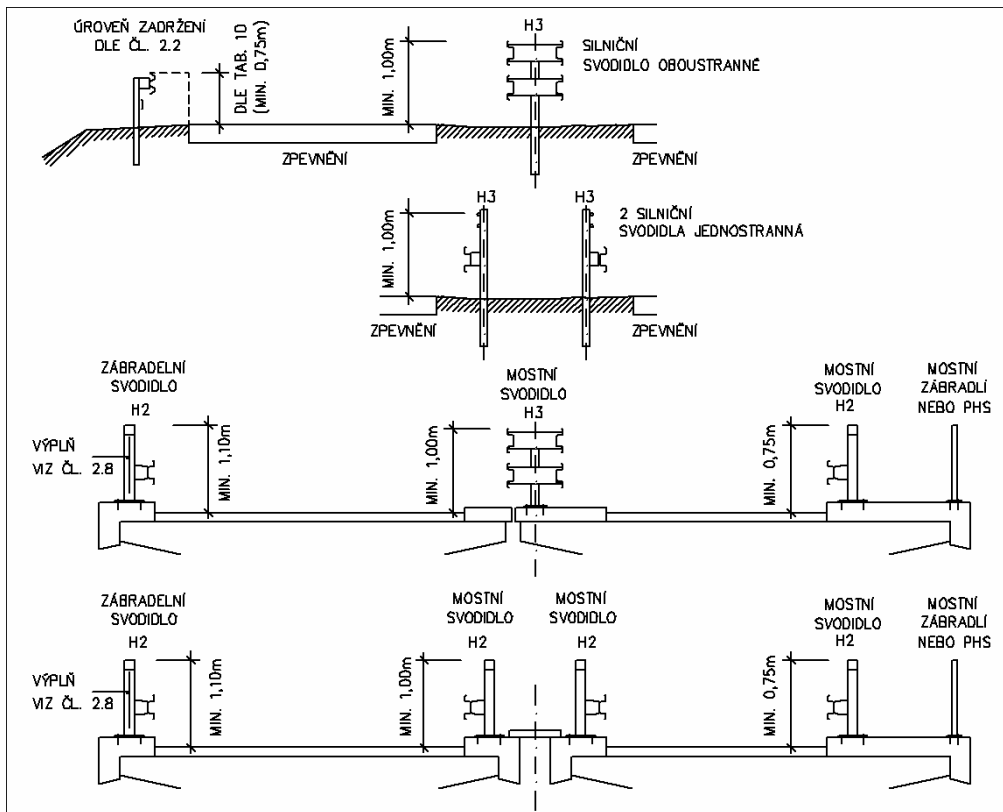 ÚROVEŇ ZADRŽENÍ
DLE ČL. 2.2
DLE TAB. 10
(MIN. 0,75m)
MIN. 1,00m
H3
SILNIČNÍ
SVODIDLO OBOUSTRANNÉ
ZPEVNĚNÍ
ZPEVNĚNÍ
MIN. 1,00m
H3
H3
2 SILNIČNÍ
SVODIDLA JEDNOSTRANNÁ
ZPEVNĚNÍ
ZPEVNĚNÍ
ZÁBRADELNÍ
SVODIDLO
H2
VÝPLŇ
VIZ ČL. 2.8
MIN. 1,10m
MIN. 1,00m
MOSTNÍ
SVODIDLO
H3
MIN. 0,75m
MOSTNÍ
SVODIDLO
H2
MOSTNÍ
ZÁBRADLÍ
NEBO PHS
ZÁBRADELNÍ
SVODIDLO
H2
VÝPLŇ
VIZ ČL. 2.8
MIN. 1,10m
MIN. 1,00m
MOSTNÍ
SVODIDLO
H2
MOSTNÍ
SVODIDLO
H2
MIN. 0,75m
MOSTNÍ
SVODIDLO
H2
MOSTNÍ
ZÁBRADLÍ
NEBO PHS